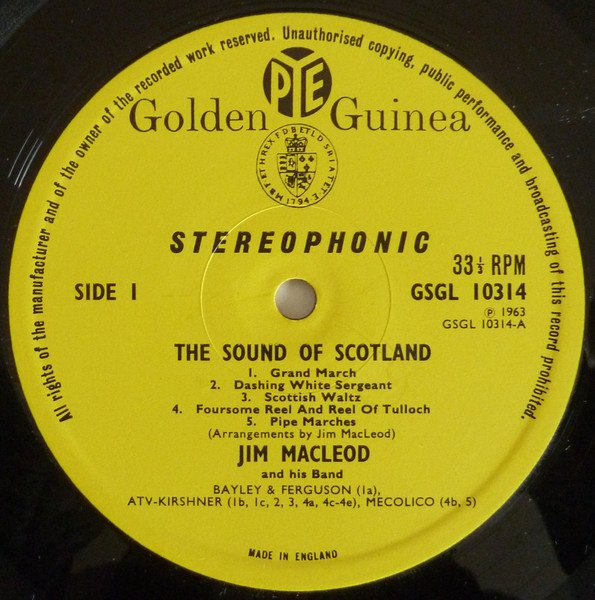 All rights of the manufacturer and of the owner of the recorded work reserved. Unauthorised copying, public performance and broadcasting of this record prohibited.
PYE
Golden Guinea
1794
STEREOPHONIC
33⅓ RPM
SIDE 1
GSGL 10314
Ⓟ 1963
GSGL 10314-A
THE SOUND OF SCOTLAND
1. Grand March
2. Dashing White Sergeant
3. Scottish Waltz
4. Foursome Reel And Reel Of Tulloch
5. Pipe Marches
(Arrangements by Jim MacLeod)
JIM MACLEOD
and his Band
BAYLEY & FERGUSON (1a),
ATV-KIRSHNER (1b, 1c, 2, 3, 4a, 4c-4e), MECOLICO (4b, 5)
MADE IN ENGLAND